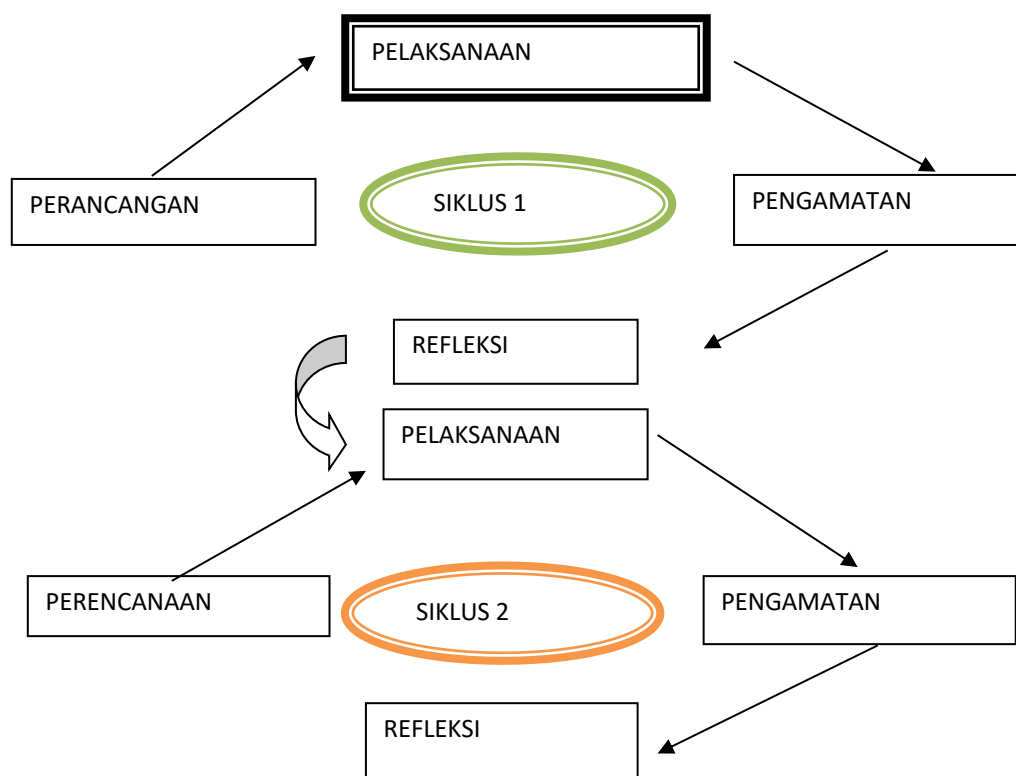 PELAKSANAAN
PERANCANGAN
SIKLUS 1
PENGAMATAN
REFLEKSI
PELAKSANAAN
PERENCANAAN
SIKLUS 2
PENGAMATAN
REFLEKSI